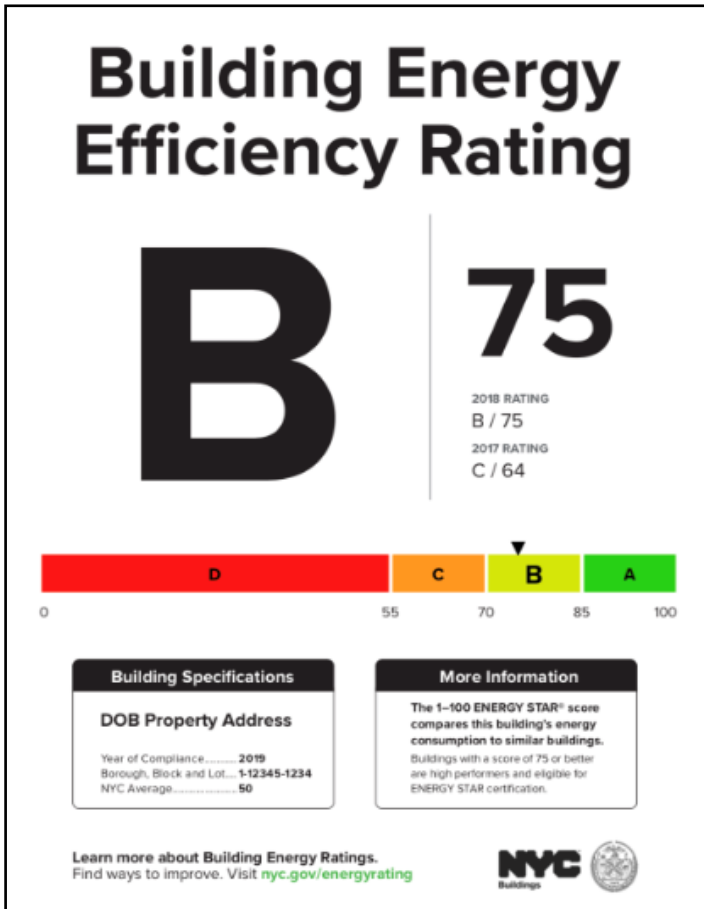 Building Energy
Efficiency Rating
B
75
2018 RATING
B / 75
2017 RATING
C / 64
D
C
B
A
0
55
70
85
100
Building Specifications
DOB Property Address
Year of Compliance.......... 2019
Borough, Block and Lot.... 1-12345-1234
NYC Average.................... 50
More Information
The 1–100 ENERGY STAR® score
compares this building's energy
consumption to similar buildings.
Buildings with a score of 75 or better
are high performers and eligible for
ENERGY STAR certification.
Learn more about Building Energy Ratings.
Find ways to improve. Visit nyc.gov/energyrating
NYC
Buildings